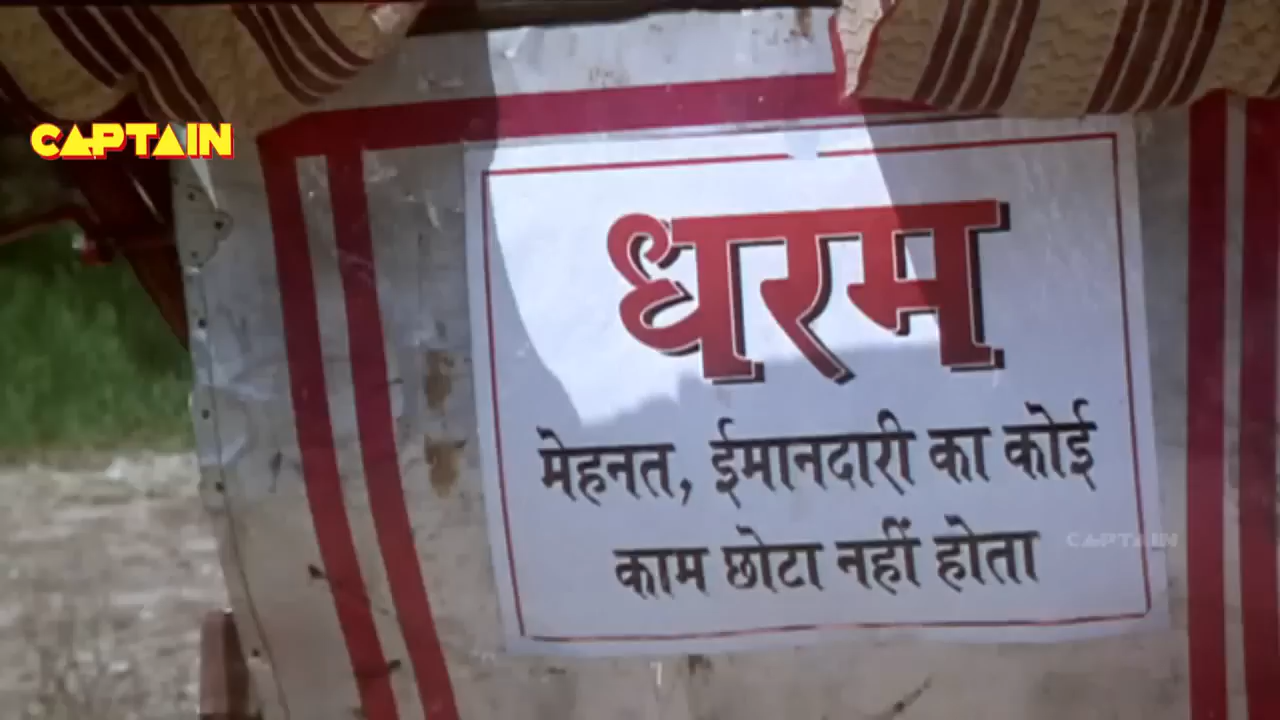 CAPTAIN
धरम
मेहनत, ईमानदारी का कोई
काम छोटा नहीं होता
CAPTAIN